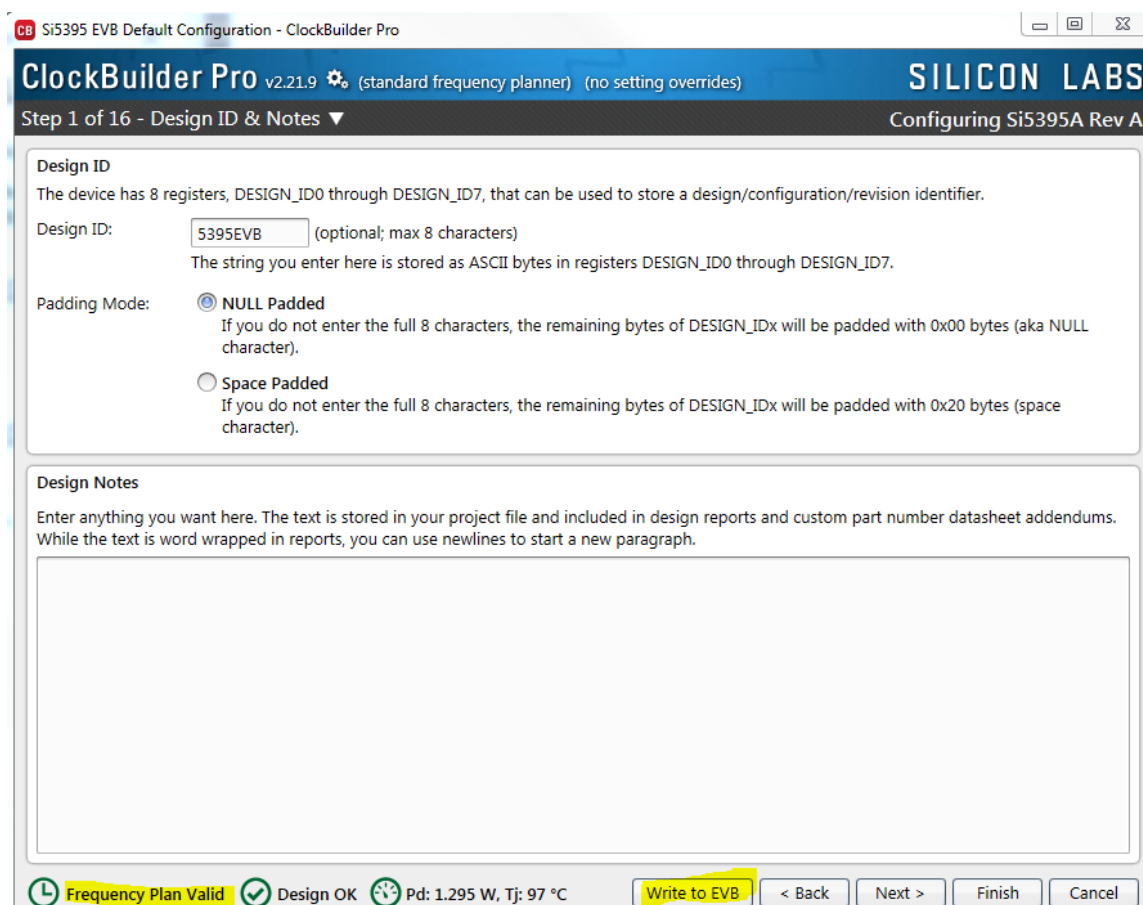 CB Si5395 EVB Default Configuration - ClockBuilder Pro
ClockBuilder Pro v2.21.9 (standard frequency planner) (no setting overrides) SILICON LABS
Step 1 of 16 - Design ID & Notes ▼ Configuring Si5395A Rev A
Design ID
The device has 8 registers, DESIGN_ID0 through DESIGN_ID7, that can be used to store a design/configuration/revision identifier.
Design ID: 5395EVB (optional; max 8 characters)
The string you enter here is stored as ASCII bytes in registers DESIGN_ID0 through DESIGN_ID7.
Padding Mode: NULL Padded
If you do not enter the full 8 characters, the remaining bytes of DESIGN_IDx will be padded with 0x00 bytes (aka NULL
character).
Space Padded
If you do not enter the full 8 characters, the remaining bytes of DESIGN_IDx will be padded with 0x20 bytes (space
character).
Design Notes
Enter anything you want here. The text is stored in your project file and included in design reports and custom part number datasheet addendums.
While the text is word wrapped in reports, you can use newlines to start a new paragraph.
Frequency Plan Valid Design OK Pd: 1.295 W, Tj: 97 °C Write to EVB < Back Next > Finish Cancel